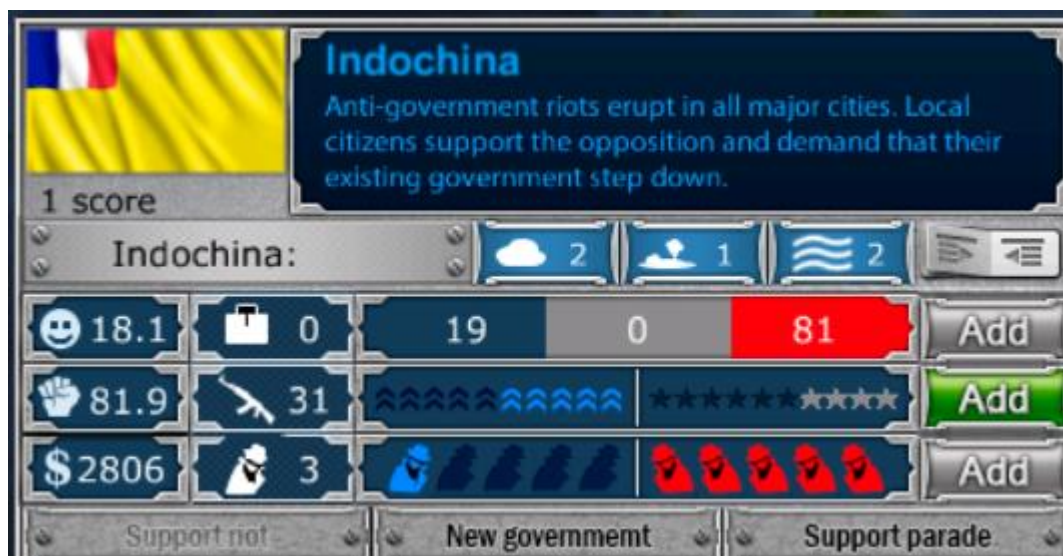 Indochina
Anti-government riots erupt in all major cities. Local
citizens support the opposition and demand that their
existing government step down.
1 score
Indochina:
2
1
2
18.1
0
19
0
81
Add
81.9
31
Add
$2806
3
Add
Support riot
New governmemt
Support parade